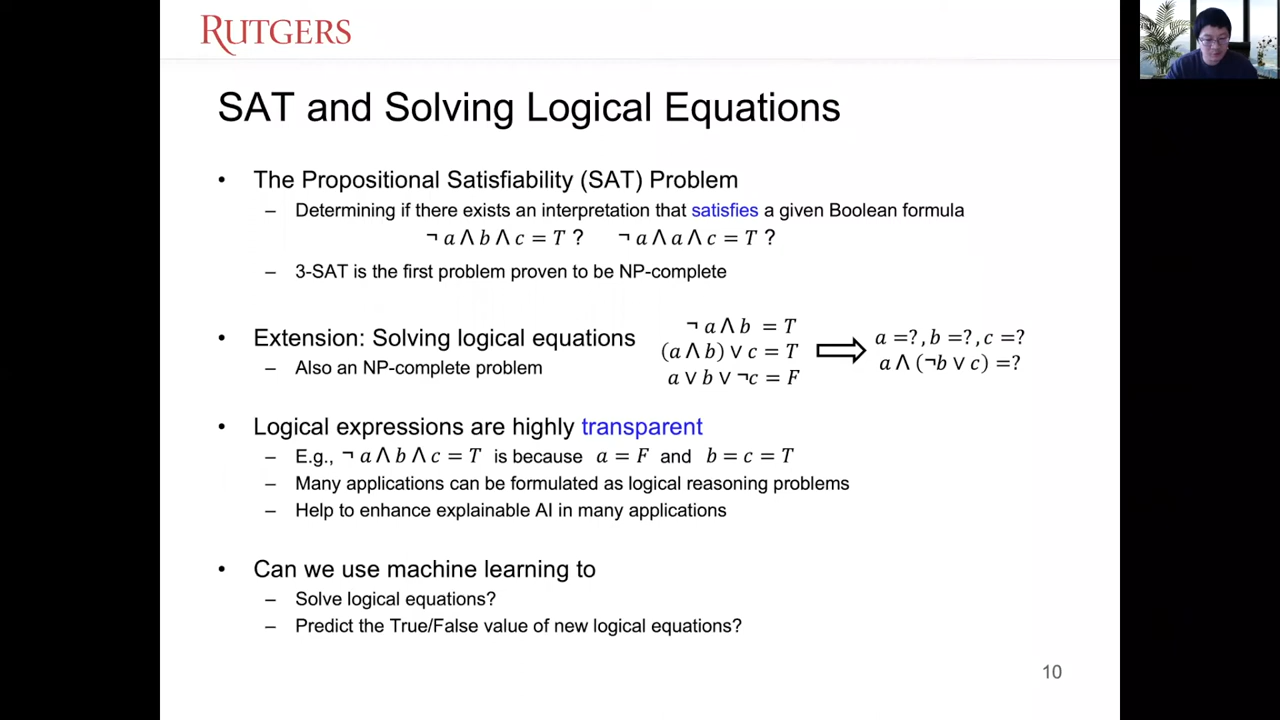 RUTGERS
SAT and Solving Logical Equations
• The Propositional Satisfiability (SAT) Problem
– Determining if there exists an interpretation that satisfies a given Boolean formula
¬ a ∧ b ∧ c = T ? ¬ a ∧ a ∧ c = T ?
– 3-SAT is the first problem proven to be NP-complete
• Extension: Solving logical equations
– Also an NP-complete problem
¬ a ∧ b = T
(a ∧ b) ∨ c = T
a ∨ b ∨ ¬c = F
a =?, b =?, c =?
a ∧ (¬b ∨ c) =?
• Logical expressions are highly transparent
– E.g., ¬ a ∧ b ∧ c = T is because a = F and b = c = T
– Many applications can be formulated as logical reasoning problems
– Help to enhance explainable AI in many applications
• Can we use machine learning to
– Solve logical equations?
– Predict the True/False value of new logical equations?
10